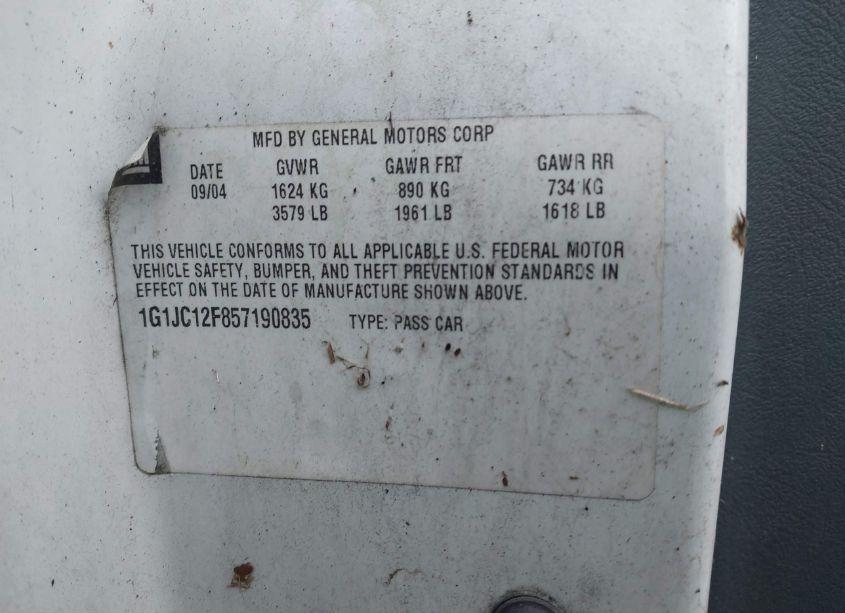 MFD BY GENERAL MOTORS CORP
DATE GVWR GAWR FRT GAWR RR
09/04 1624 KG 890 KG 734 KG
3579 LB 1961 LB 1618 LB
THIS VEHICLE CONFORMS TO ALL APPLICABLE U.S. FEDERAL MOTOR
VEHICLE SAFETY, BUMPER, AND THEFT PREVENTION STANDARDS IN
EFFECT ON THE DATE OF MANUFACTURE SHOWN ABOVE.
1G1JC12F857190835 TYPE: PASS CAR